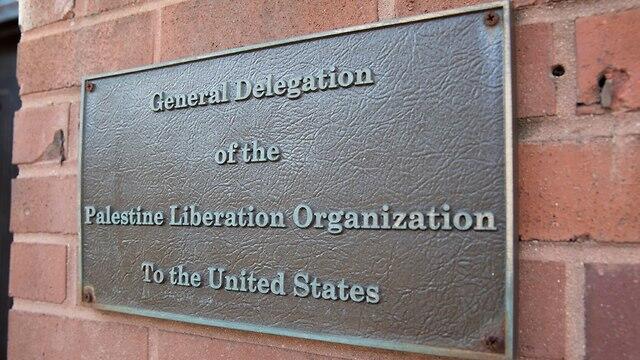 General Delegation
of the
Palestine Liberation Organization
To the United States